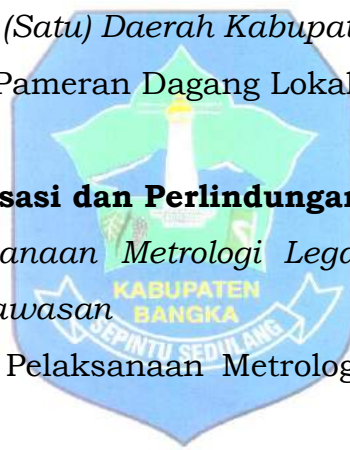 (Satu) Daerah Kabupat
Pameran Dagang Lokal
sasi dan Perlindungan
anaan Metrologi Lega
KABUPATEN
awasan
BANGKA
SEPINTU SEDULANG
Pelaksanaan Metrolog